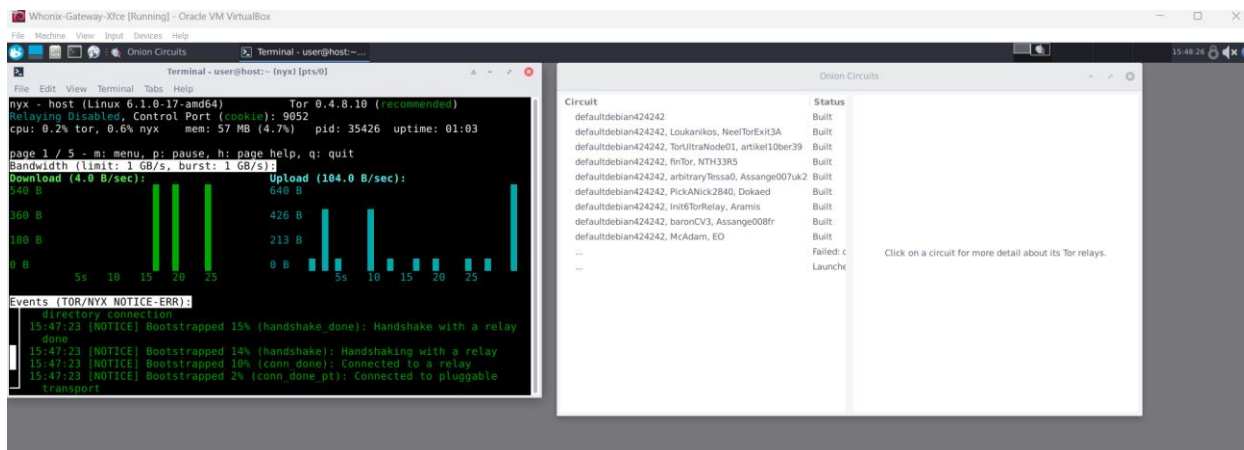 Whonix-Gateway-Xfce [Running] - Oracle VM VirtualBox
File Machine View Input Devices Help
Onion Circuits
Terminal - user@host:~...
15:48:26
Terminal - user@host:~ (nyx) [pts/0]
File Edit View Terminal Tabs Help
nyx - host (Linux 6.1.0-17-amd64) Tor 0.4.8.10 (recommended)
Relaying Disabled, Control Port (cookie): 9052
cpu: 0.2% tor, 0.6% nyx mem: 57 MB (4.7%) pid: 35426 uptime: 01:03
page 1 / 5 - m: menu, p: pause, h: page help, q: quit
Bandwidth (limit: 1 GB/s, burst: 1 GB/s):
Download (4.0 B/sec): Upload (104.0 B/sec):
540 B 640 B
360 B 426 B
180 B 213 B
0 B 0 B
5s 10 15 20 25 5s 10 15 20 25
Events (TOR/NYX NOTICE-ERR):
directory connection
15:47:23 [NOTICE] Bootstrapped 15% (handshake_done): Handshake with a relay
done
15:47:23 [NOTICE] Bootstrapped 14% (handshake): Handshaking with a relay
15:47:23 [NOTICE] Bootstrapped 10% (conn_done): Connected to a relay
15:47:23 [NOTICE] Bootstrapped 2% (conn_done_pt): Connected to pluggable
transport
Onion Circuits
Circuit Status
defaultdebian424242 Built
defaultdebian424242, Loukanikos, NeelTorExit3A Built
defaultdebian424242, TorUltraNode01, artikel10ber39 Built
defaultdebian424242, finTor, NTH33R5 Built
defaultdebian424242, arbitraryTessa0, Assange007uk2 Built
defaultdebian424242, PickANick2840, Dokaed Built
defaultdebian424242, Init6TorRelay, Aramis Built
defaultdebian424242, baronCV3, Assange008fr Built
defaultdebian424242, McAdam, EO Built
... Failed: c
... Launche
Click on a circuit for more detail about its Tor relays.